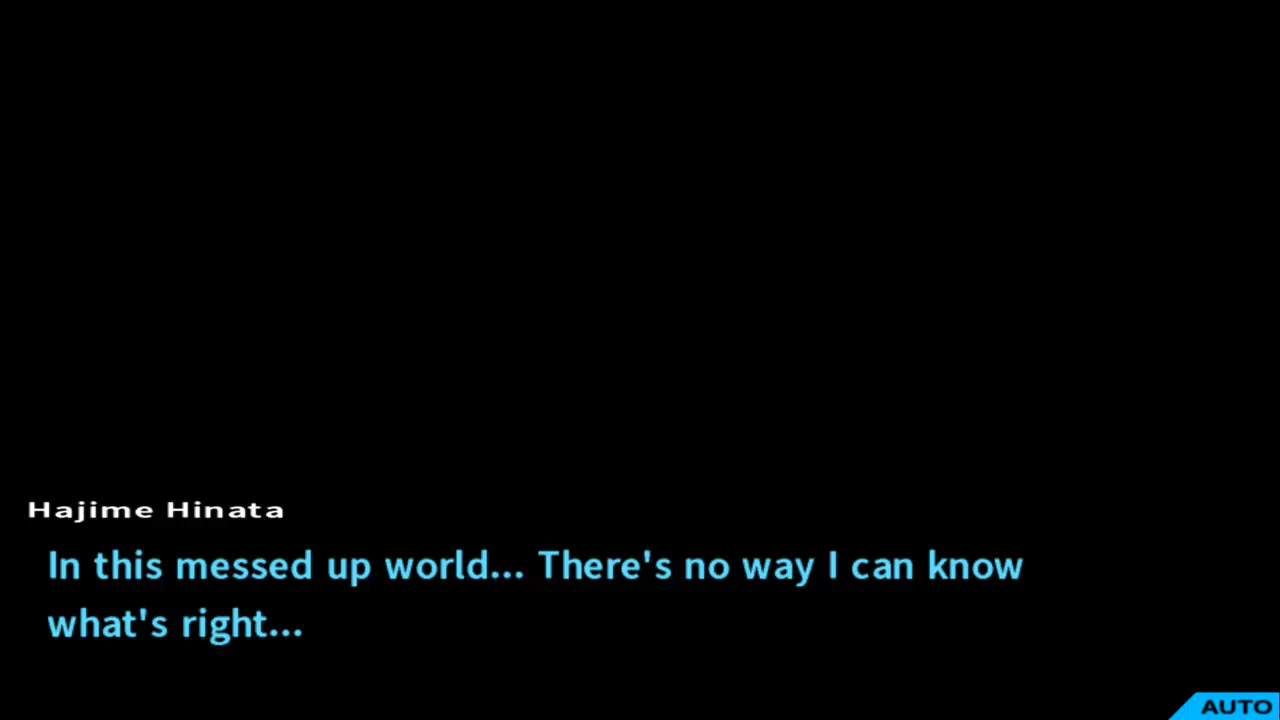 Hajime Hinata
In this messed up world... There's no way I can know
what's right...
AUTO